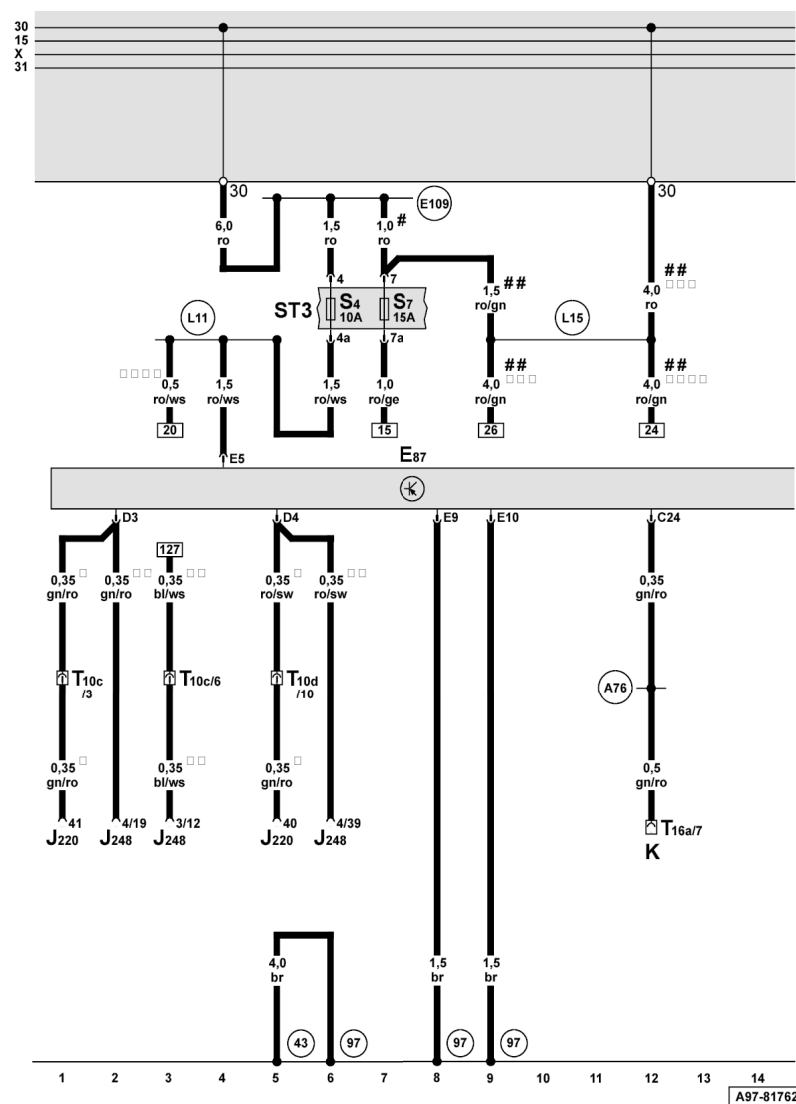 30
15
X
31
30 30
E109
6,0 1,5 1,0 #
ro ro ro
4 7
1,5 ##
ro/gn
4,0 ## □□□
ro
ST3 S4 10A S7 15A
L11 L15
4a 7a
□□□□ 0,5 1,5 1,5 1,0 4,0 ## □□□ 4,0 ## □□□□
ro/ws ro/ws ro/ws ro/ge ro/gn ro/gn
20 15 26 24
E5 E87
D3 D4 E9 E10 C24
127
0,35 □ 0,35 □□ 0,35 □□ 0,35 □ 0,35 □□ 0,35
gn/ro gn/ro bl/ws ro/sw ro/sw gn/ro
T10c/3 T10c/6 T10d/10 A76
0,35 □ 0,35 □□ 0,35 □ 0,5
gn/ro bl/ws gn/ro gn/ro
41 4/19 3/12 40 4/39 T16a/7
J220 J248 J248 J220 J248 K
4,0 1,5 1,5
br br br
43 97 97 97
1 2 3 4 5 6 7 8 9 10 11 12 13 14
A97-81762